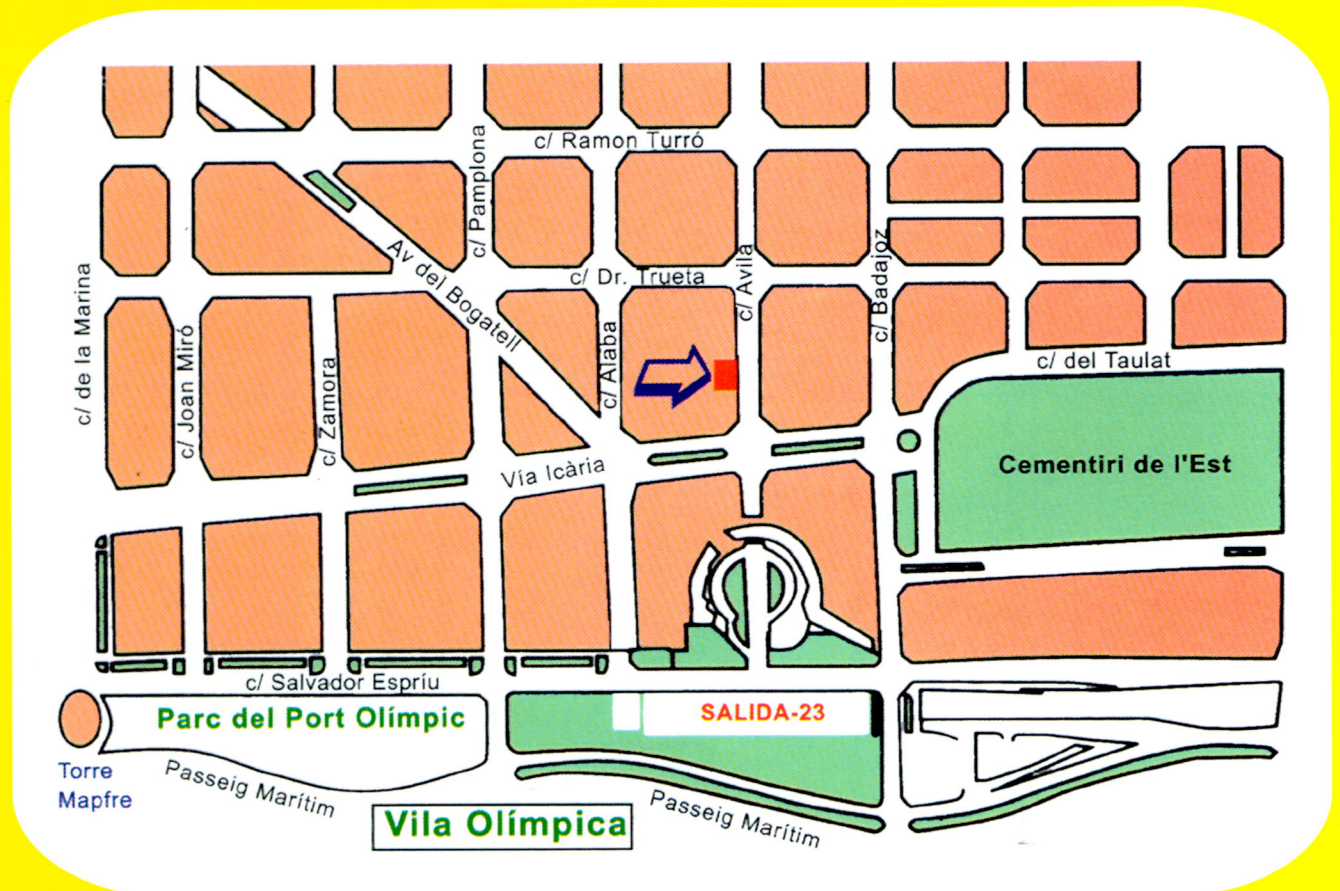 c/ Ramon Turró
c/ Pamplona
Av del Bogatell
c/ Dr. Trueta
c/ Avila
c/ Badajoz
c/ de la Marina
c/ Joan Miró
c/ Zamora
c/ Alaba
c/ del Taulat
Cementiri de l'Est
Vía Icària
c/ Salvador Espríu
Parc del Port Olímpic
SALIDA-23
Torre
Mapfre
Passeig Marítim
Passeig Marítim
Vila Olímpica